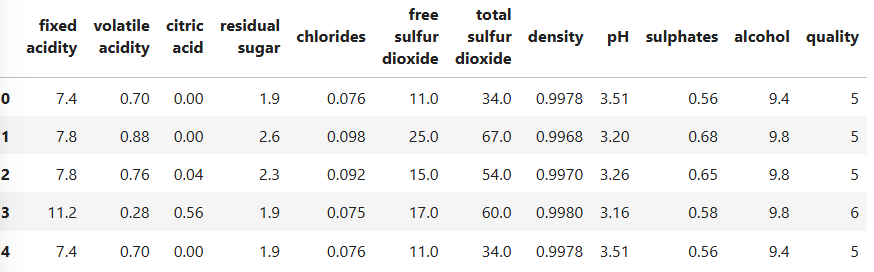 fixed acidity volatile acidity citric acid residual sugar chlorides free sulfur dioxide total sulfur dioxide density pH sulphates alcohol quality
0 7.4 0.70 0.00 1.9 0.076 11.0 34.0 0.9978 3.51 0.56 9.4 5
1 7.8 0.88 0.00 2.6 0.098 25.0 67.0 0.9968 3.20 0.68 9.8 5
2 7.8 0.76 0.04 2.3 0.092 15.0 54.0 0.9970 3.26 0.65 9.8 5
3 11.2 0.28 0.56 1.9 0.075 17.0 60.0 0.9980 3.16 0.58 9.8 6
4 7.4 0.70 0.00 1.9 0.076 11.0 34.0 0.9978 3.51 0.56 9.4 5